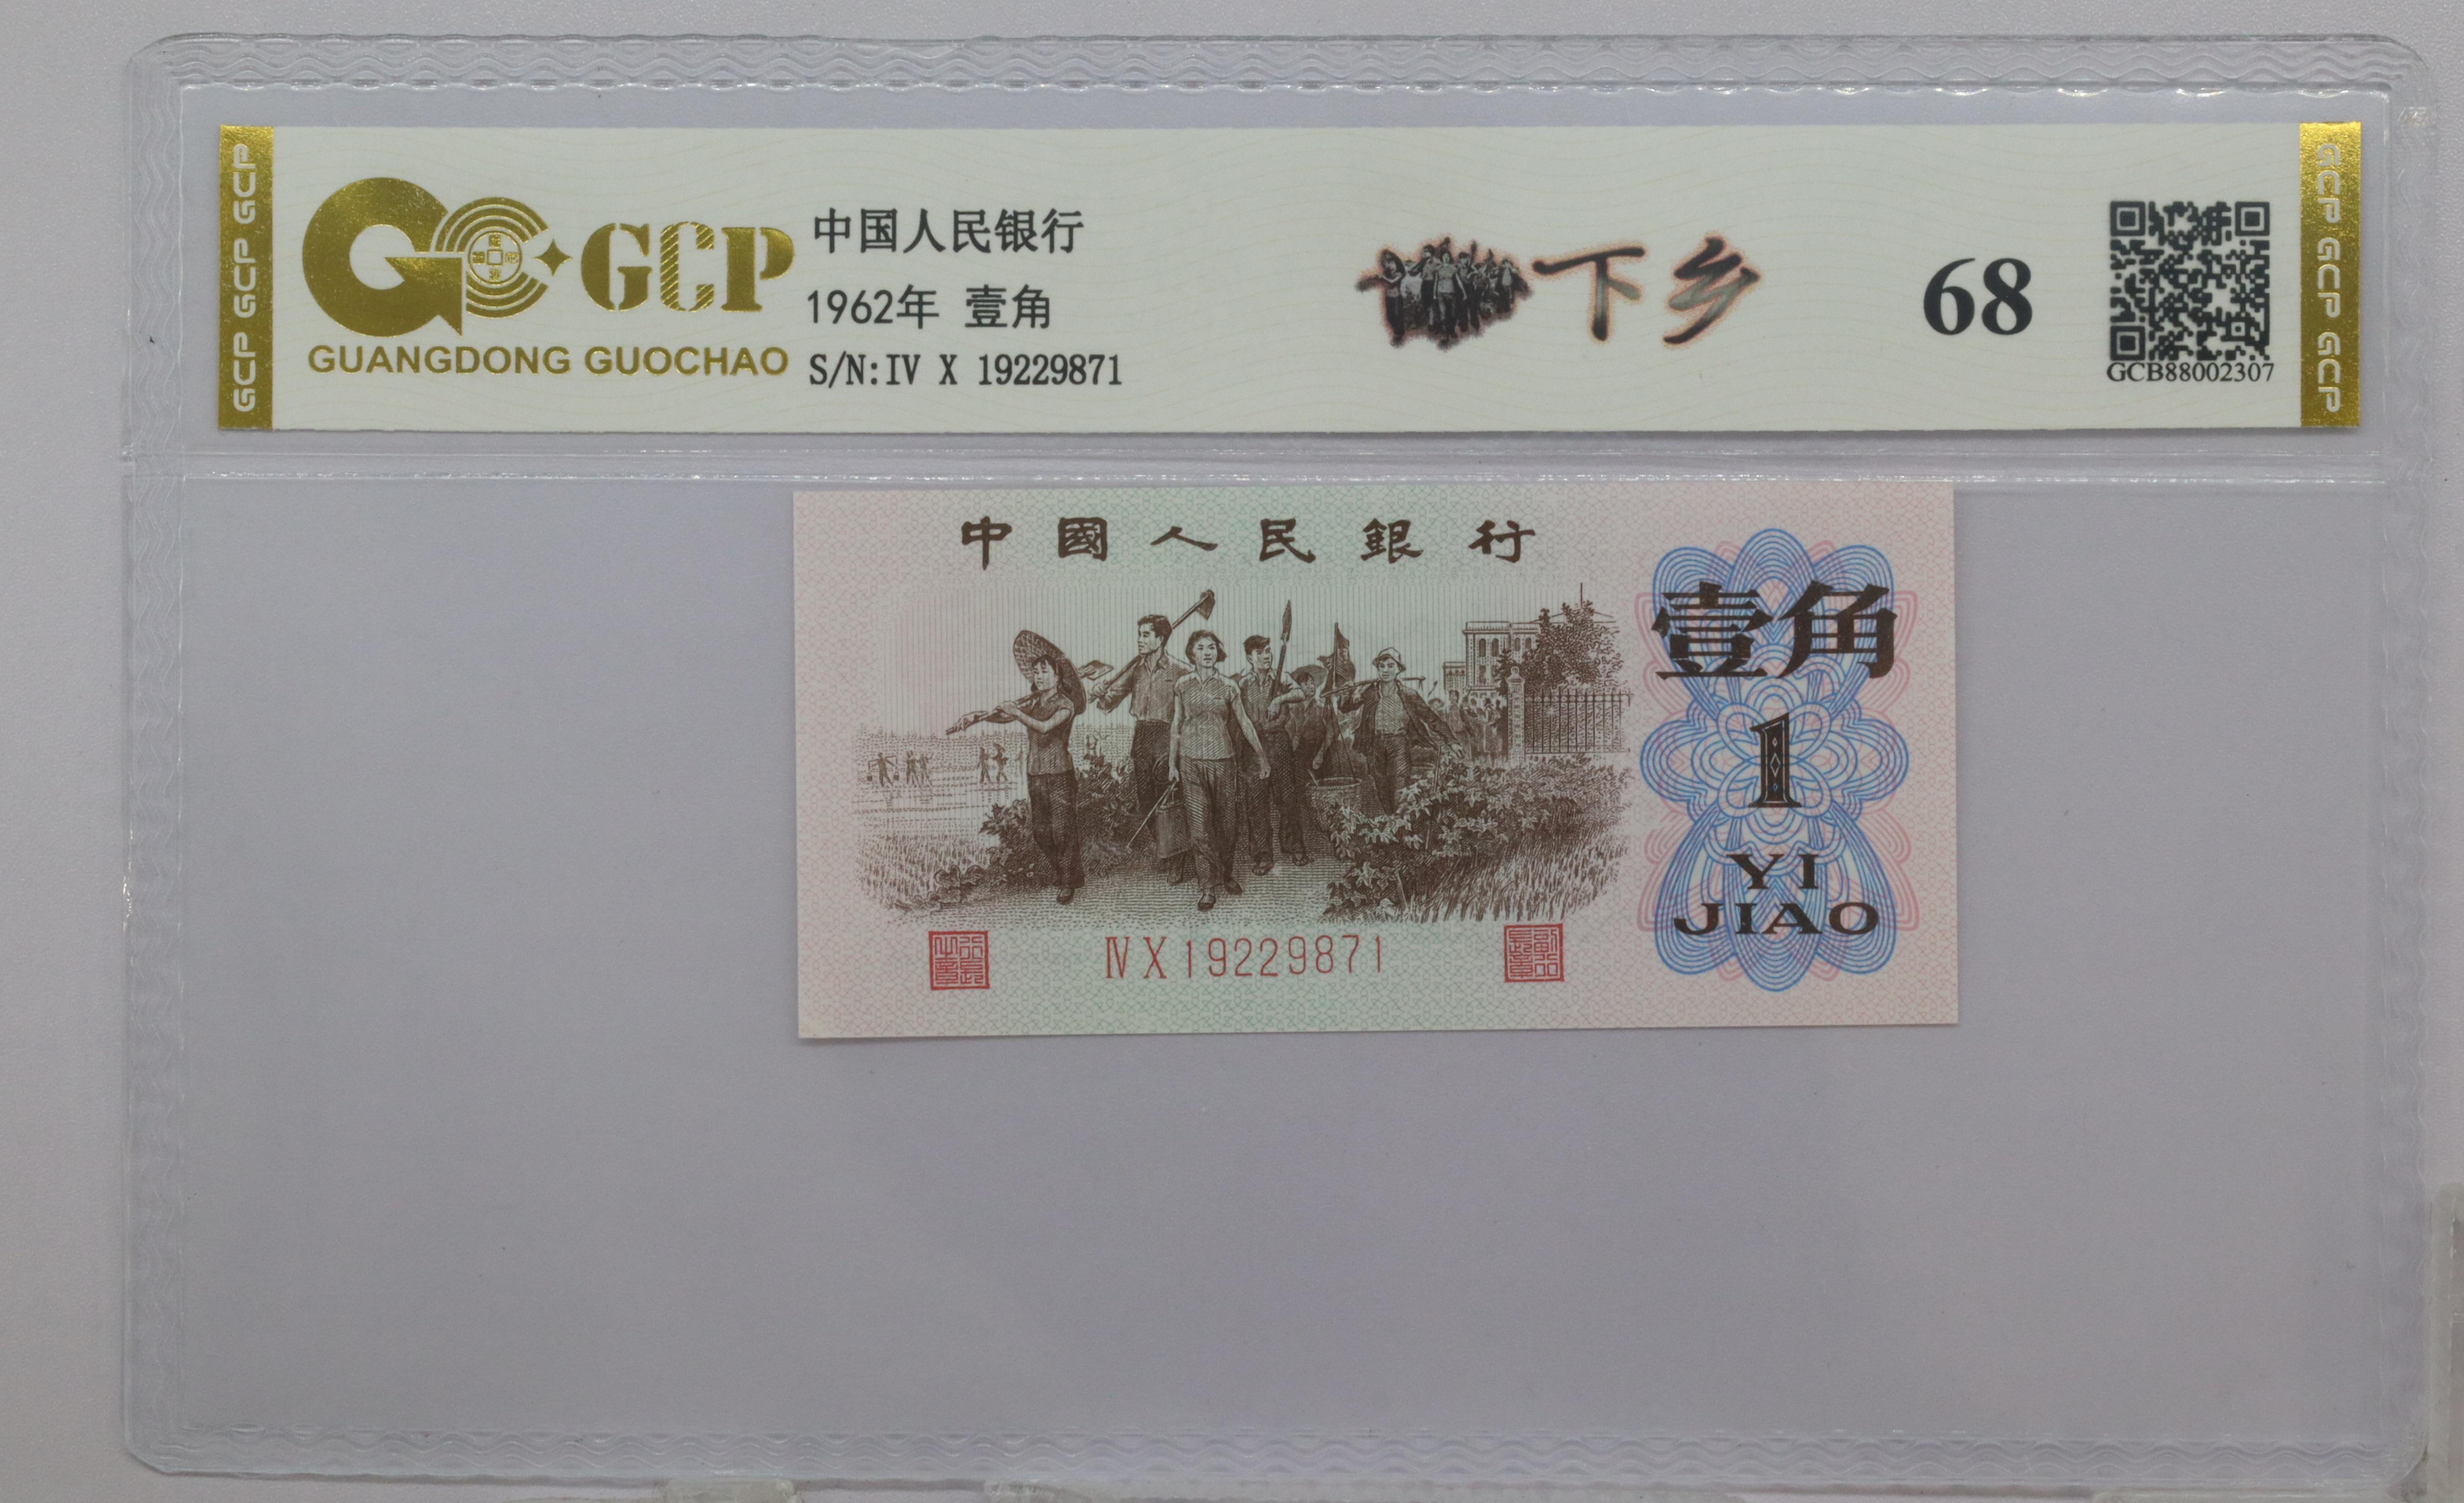 GCP GCP GCP
GCP
GUANGDONG GUOCHAO
中国人民银行
1962年 壹角
S/N:IV X 19229871
下乡
68
GCB88002307
GCP GCP GCP
中國人民銀行
壹角
1
YI
JIAO
IV X 19229871